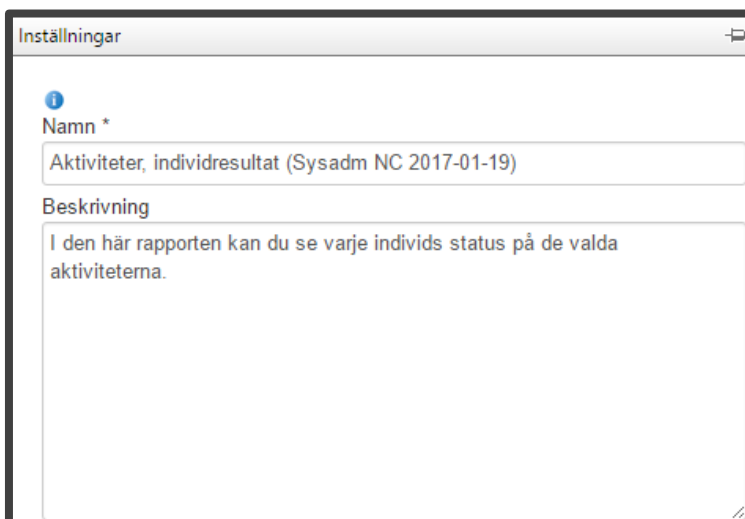 Inställningar
Namn *
Aktiviteter, individresultat (Sysadm NC 2017-01-19)
Beskrivning
I den här rapporten kan du se varje individs status på de valda
aktiviteterna.